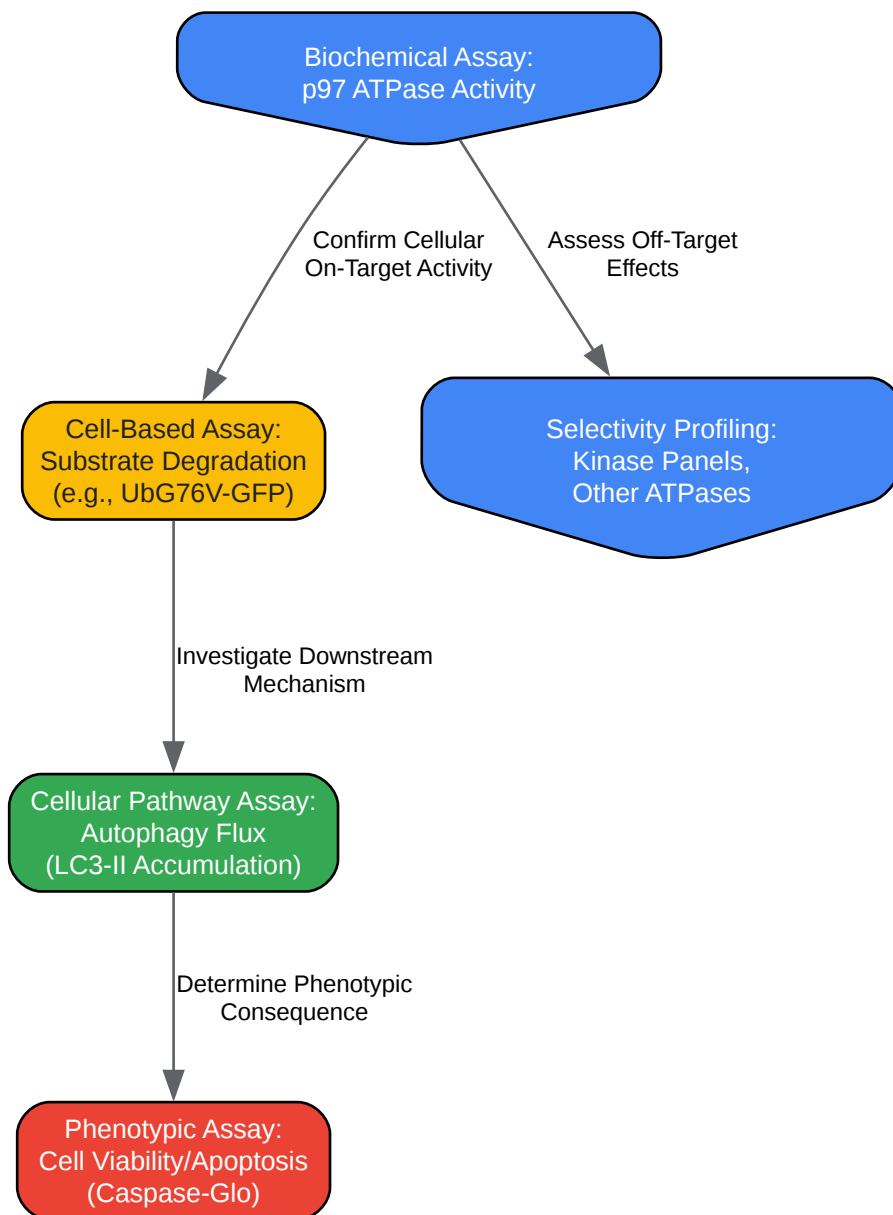 Biochemical Assay:
p97 ATPase Activity
Confirm Cellular
On-Target Activity
Assess Off-Target
Effects
Cell-Based Assay:
Substrate Degradation
(e.g., UbG76V-GFP)
Selectivity Profiling:
Kinase Panels,
Other ATPases
Investigate Downstream
Mechanism
Cellular Pathway Assay:
Autophagy Flux
(LC3-II Accumulation)
Determine Phenotypic
Consequence
Phenotypic Assay:
Cell Viability/Apoptosis
(Caspase-Glo)